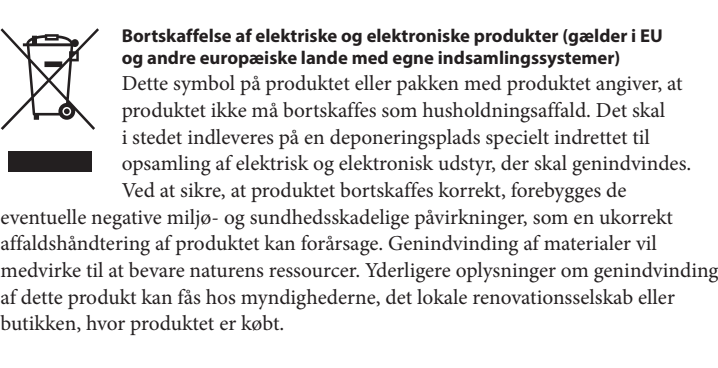 Bortskaffelse af elektriske og elektroniske produkter (gælder i EU
og andre europæiske lande med egne indsamlingssystemer)
Dette symbol på produktet eller pakken med produktet angiver, at
produktet ikke må bortskaffes som husholdningsaffald. Det skal
i stedet indleveres på en deponeringsplads specielt indrettet til
opsamling af elektrisk og elektronisk udstyr, der skal genindvindes.
Ved at sikre, at produktet bortskaffes korrekt, forebygges de
eventuelle negative miljø- og sundhedsskadelige påvirkninger, som en ukorrekt
affaldshåndtering af produktet kan forårsage. Genindvinding af materialer vil
medvirke til at bevare naturens ressourcer. Yderligere oplysninger om genindvinding
af dette produkt kan fås hos myndighederne, det lokale renovationsselskab eller
butikken, hvor produktet er købt.